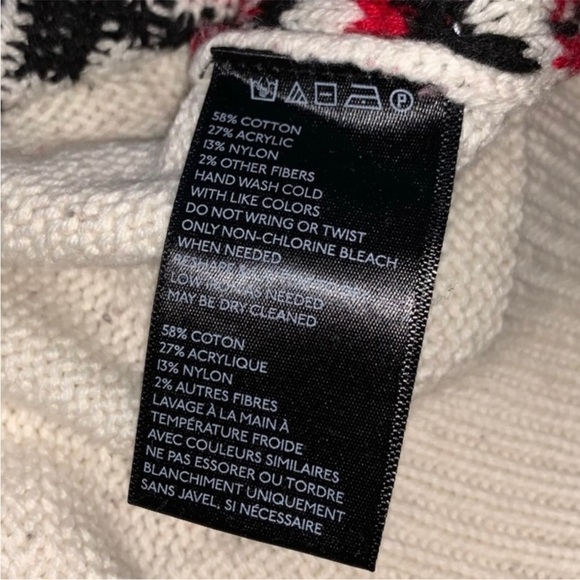 P
58% COTTON
27% ACRYLIC
13% NYLON
2% OTHER FIBERS
HAND WASH COLD
WITH LIKE COLORS
DO NOT WRING OR TWIST
ONLY NON-CHLORINE BLEACH
WHEN NEEDED
LOW NEEDED
MAY BE DRY CLEANED
58% COTON
27% ACRYLIQUE
13% NYLON
2% AUTRES FIBRES
LAVAGE À LA MAIN À
TEMPÉRATURE FROIDE
AVEC COULEURS SIMILAIRES
NE PAS ESSORER OU TORDRE
BLANCHIMENT UNIQUEMENT
SANS JAVEL, SI NÉCESSAIRE